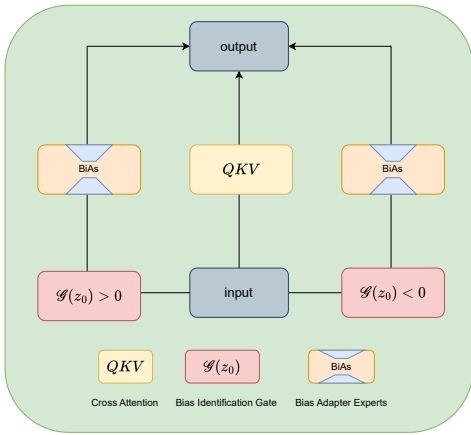 output
BiAs
QKV
BiAs
𝒢(z₀) > 0
input
𝒢(z₀) < 0
QKV
𝒢(z₀)
BiAs
Cross Attention
Bias Identification Gate
Bias Adapter Experts